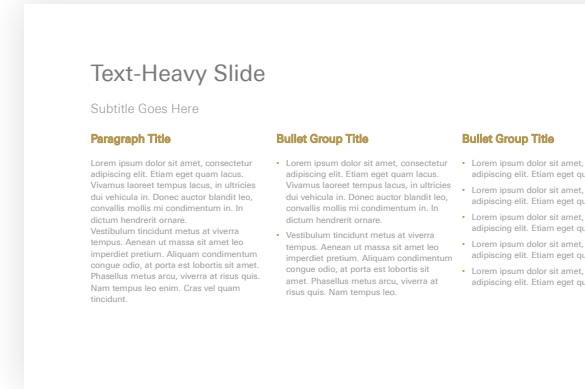 Text-Heavy Slide
Subtitle Goes Here
Paragraph Title
Lorem ipsum dolor sit amet, consectetur
adipiscing elit. Etiam eget quam lacus.
Vivamus laoreet tempus lacus, in ultricies
dui vehicula in. Donec auctor blandit leo,
convallis mollis mi condimentum in. In
dictum hendrerit ornare.
Vestibulum tincidunt metus at viverra
tempus. Aenean ut massa sit amet leo
imperdiet pretium. Aliquam condimentum
congue odio, at porta est lobortis sit amet.
Phasellus metus arcu, viverra at risus quis.
Nam tempus leo enim. Cras vel quam
tincidunt.
Bullet Group Title
• Lorem ipsum dolor sit amet, consectetur
adipiscing elit. Etiam eget quam lacus.
Vivamus laoreet tempus lacus, in ultricies
dui vehicula in. Donec auctor blandit leo,
convallis mollis mi condimentum in. In
dictum hendrerit ornare.
• Vestibulum tincidunt metus at viverra
tempus. Aenean ut massa sit amet leo
imperdiet pretium. Aliquam condimentum
congue odio, at porta est lobortis sit
amet. Phasellus metus arcu, viverra at
risus quis. Nam tempus leo.
Bullet Group Title
• Lorem ipsum dolor sit amet,
adipiscing elit. Etiam eget
• Lorem ipsum dolor sit amet,
adipiscing elit. Etiam eget
• Lorem ipsum dolor sit amet,
adipiscing elit. Etiam eget
• Lorem ipsum dolor sit amet,
adipiscing elit. Etiam eget
• Lorem ipsum dolor sit amet,
adipiscing elit. Etiam eget